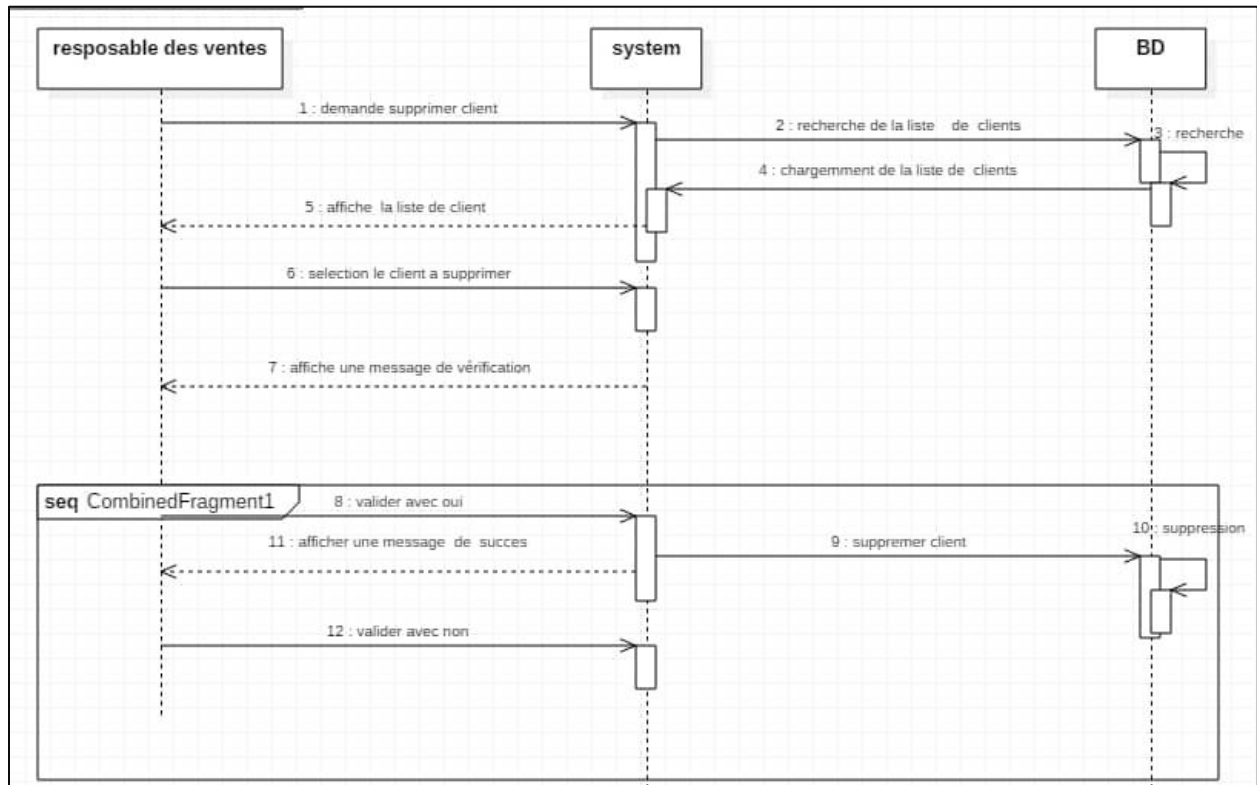 resposable des ventes
system
BD
1 : demande supprimer client
2 : recherche de la liste de clients
3 : recherche
4 : chargemment de la liste de clients
5 : affiche la liste de client
6 : selection le client a supprimer
7 : affiche une message de vérification
seq CombinedFragment1
8 : valider avec oui
10 : suppression
11 : afficher une message de succes
9 : suppremer client
12 : valider avec non